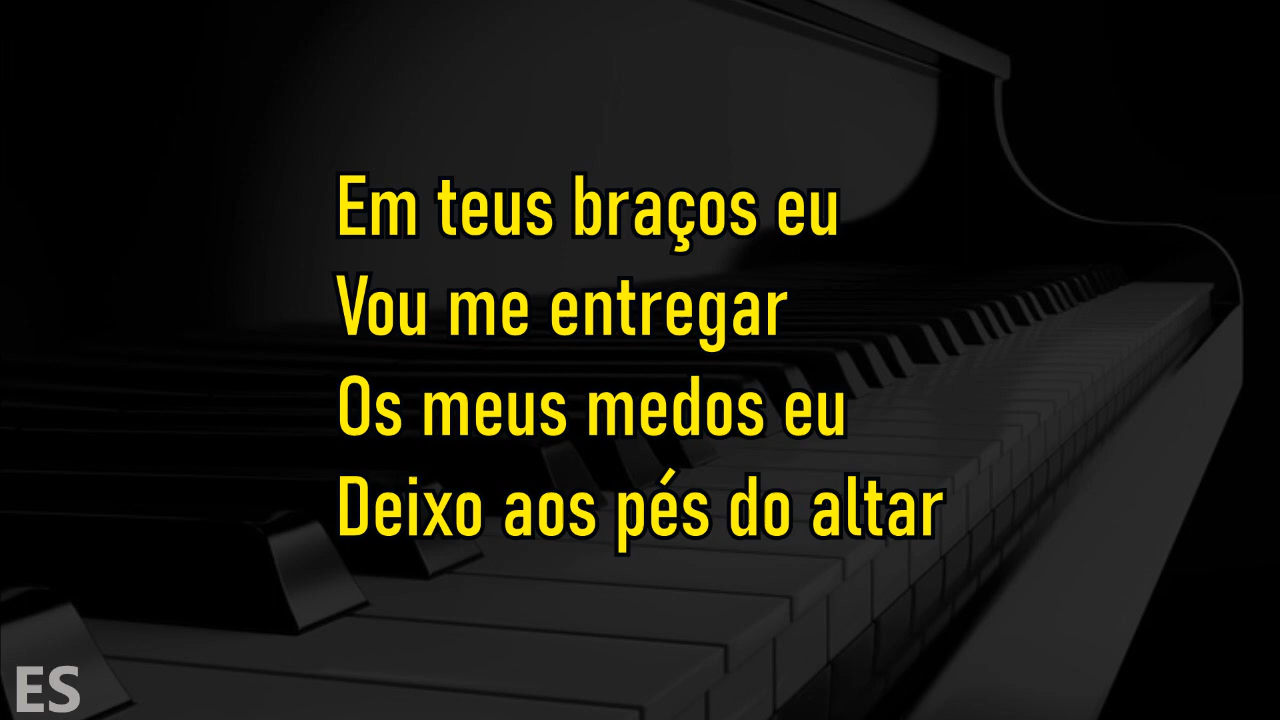 Em teus braços eu
Vou me entregar
Os meus medos eu
Deixo aos pés do altar
ES